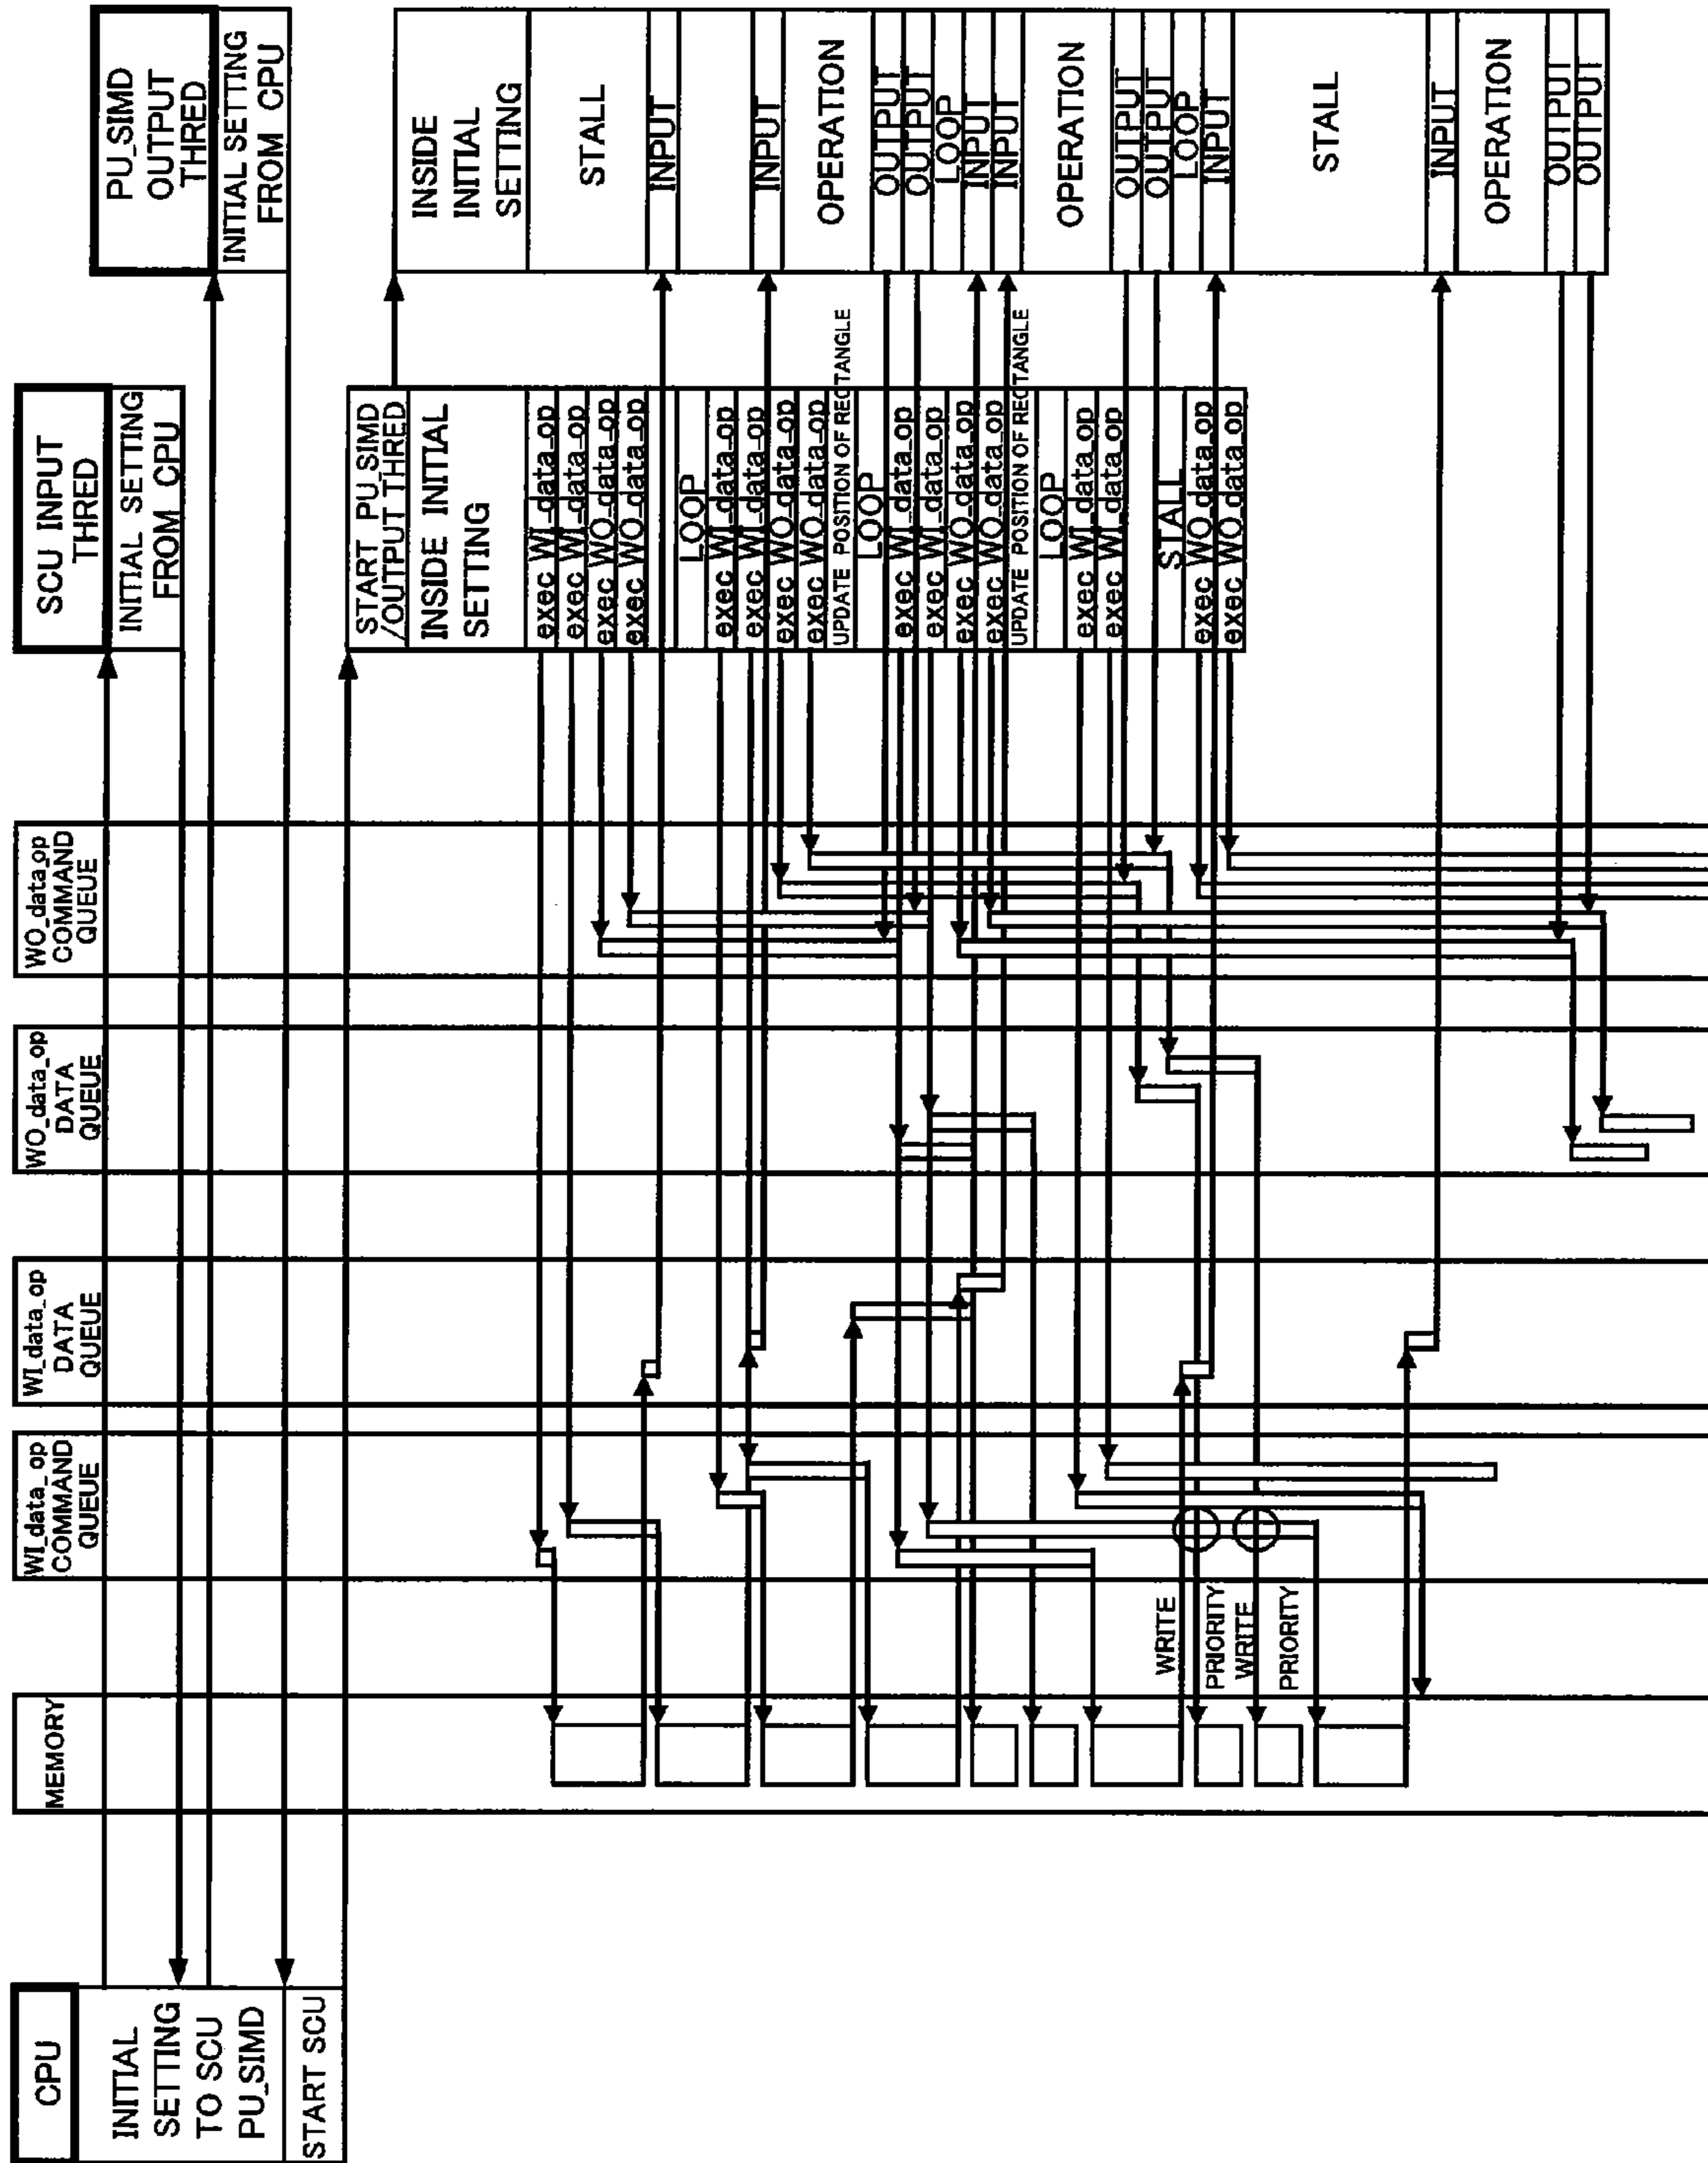 CPU
INITIAL
SETTING
TO SCU
PU_SIMD
START SCU
MEMORY
WI_data_op
COMMAND
QUEUE
WI_data_op
DATA
QUEUE
WO_data_op
DATA
QUEUE
WO_data_op
COMMAND
QUEUE
WRITE
PRIORITY
WRITE
PRIORITY
SCU INPUT
THRED
INITIAL SETTING
FROM CPU
START PU_SIMD
/OUTPUT THRED
INSIDE INITIAL
SETTING
exec WI_data_op
exec WI_data_op
exec WO_data_op
exec WO_data_op
LOOP
exec WI_data_op
exec WI_data_op
exec WO_data_op
exec WO_data_op
UPDATE POSITION OF RECTANGLE
LOOP
exec WI_data_op
exec WI_data_op
exec WO_data_op
exec WO_data_op
UPDATE POSITION OF RECTANGLE
LOOP
exec WI_data_op
exec WI_data_op
STALL
exec WO_data_op
exec WO_data_op
PU_SIMD
OUTPUT
THRED
INITIAL SETTING
FROM CPU
INSIDE
INITIAL
SETTING
STALL
INPUT
INPUT
OPERATION
OUTPUT
OUTPUT
LOOP
INPUT
INPUT
OPERATION
OUTPUT
OUTPUT
LOOP
INPUT
STALL
INPUT
OPERATION
OUTPUT
OUTPUT